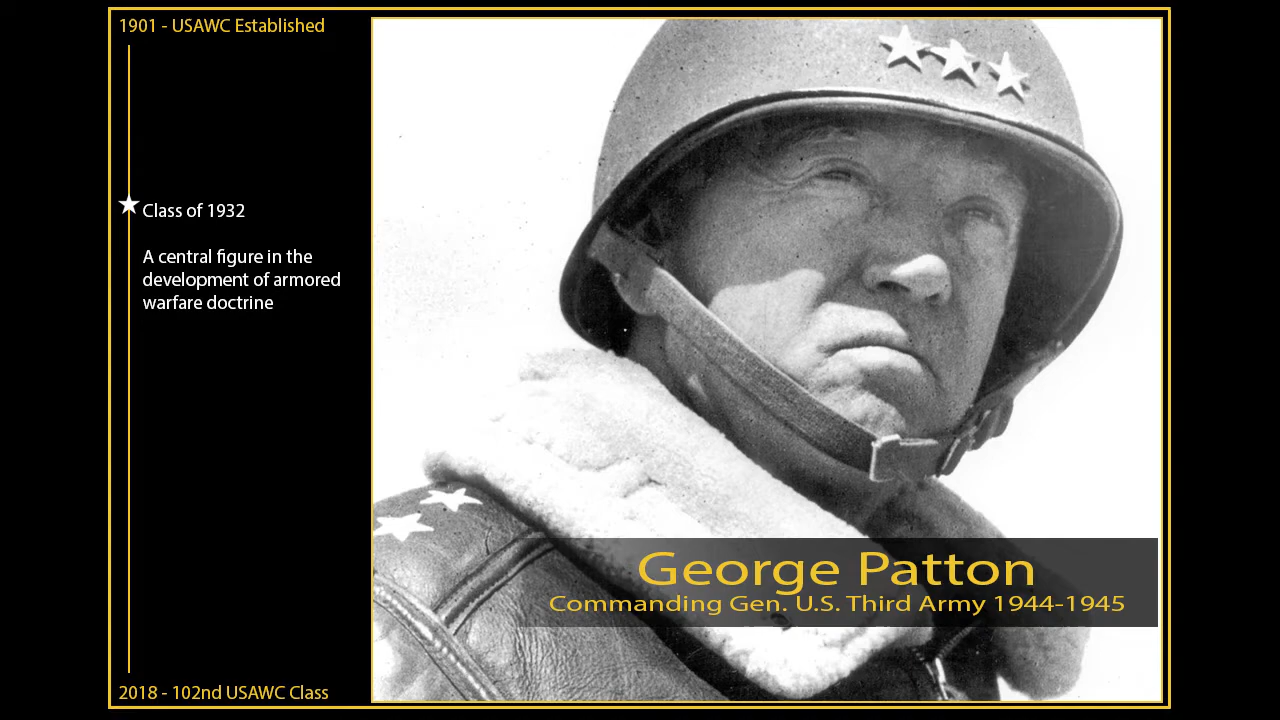 1901 - USAWC Established
Class of 1932
A central figure in the
development of armored
warfare doctrine
George Patton
Commanding Gen. U.S. Third Army 1944-1945
2018 - 102nd USAWC Class